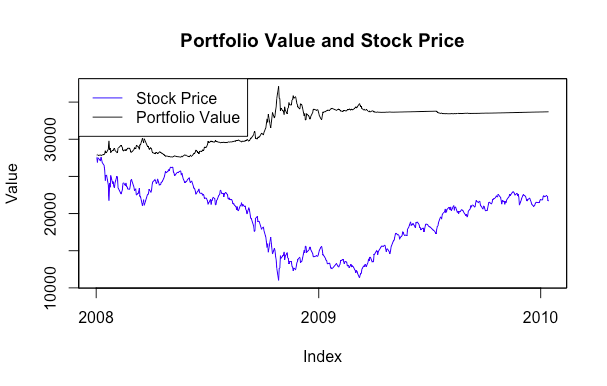 Portfolio Value and Stock Price
Stock Price
Portfolio Value
Value
30000
20000
10000
2008
2009
2010
Index